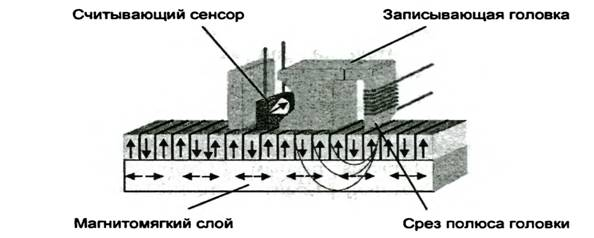 Считывающий сенсор
Записывающая головка
Магнитомягкий слой
Срез полюса головки